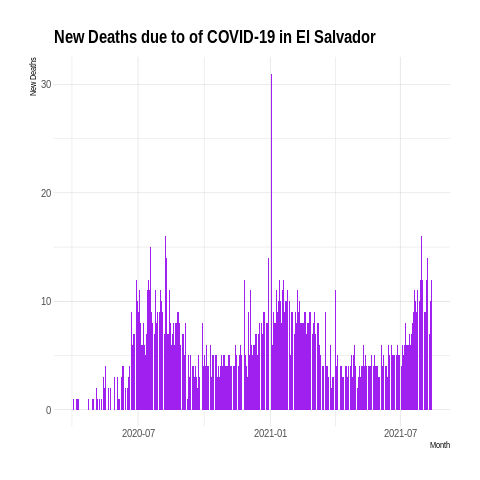 New Deaths due to of COVID-19 in El Salvador
New Deaths
30
20
10
0
2020-07
2021-01
2021-07
Month